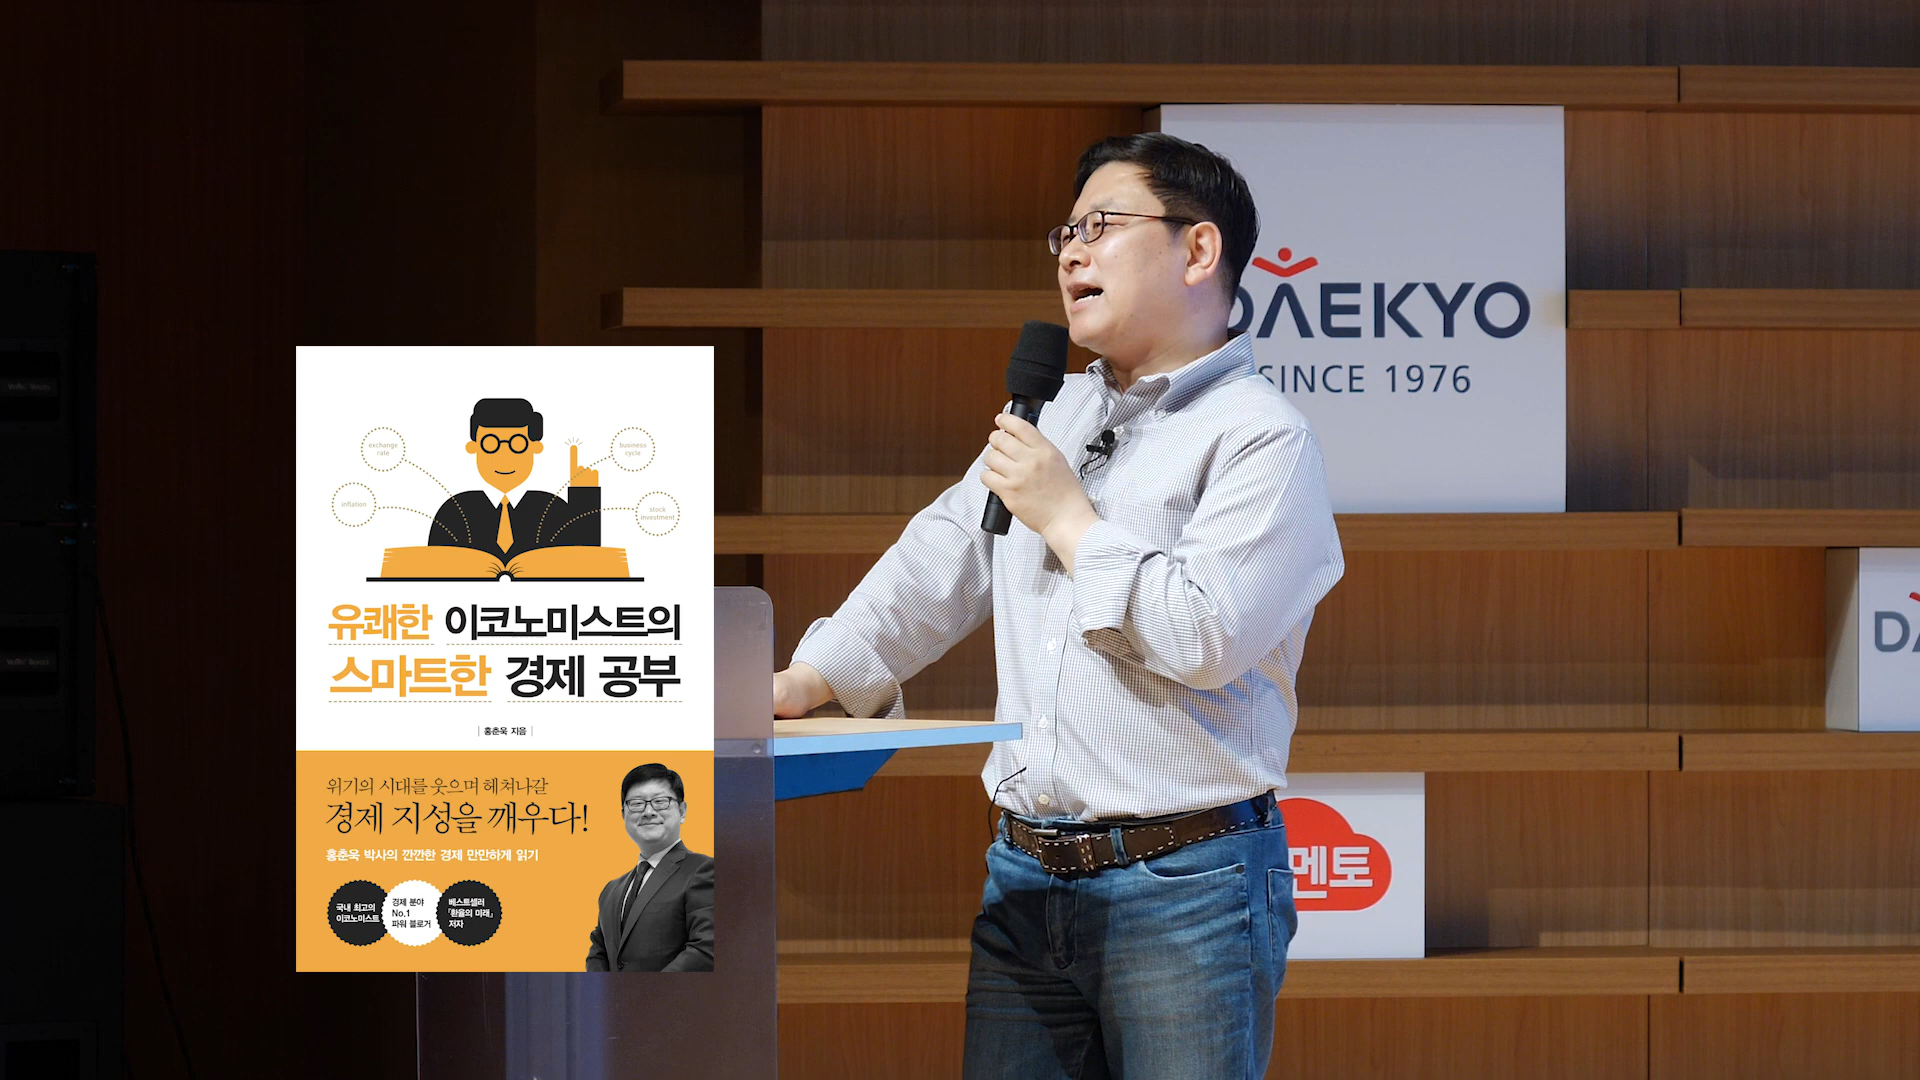 DAEKYO
SINCE 1976
exchange
rate
business
cycle
inflation
stock
investment
유쾌한 이코노미스트의
스마트한 경제 공부
홍춘욱 지음
위기의 시대를 웃으며 헤쳐나갈
경제 지성을 깨우다!
홍춘욱 박사의 깐깐한 경제 만만하게 읽기
국내 최고의
이코노미스트
경제 분야
No.1
파워 블로거
베스트셀러
「환율의 미래」
저자
멘토